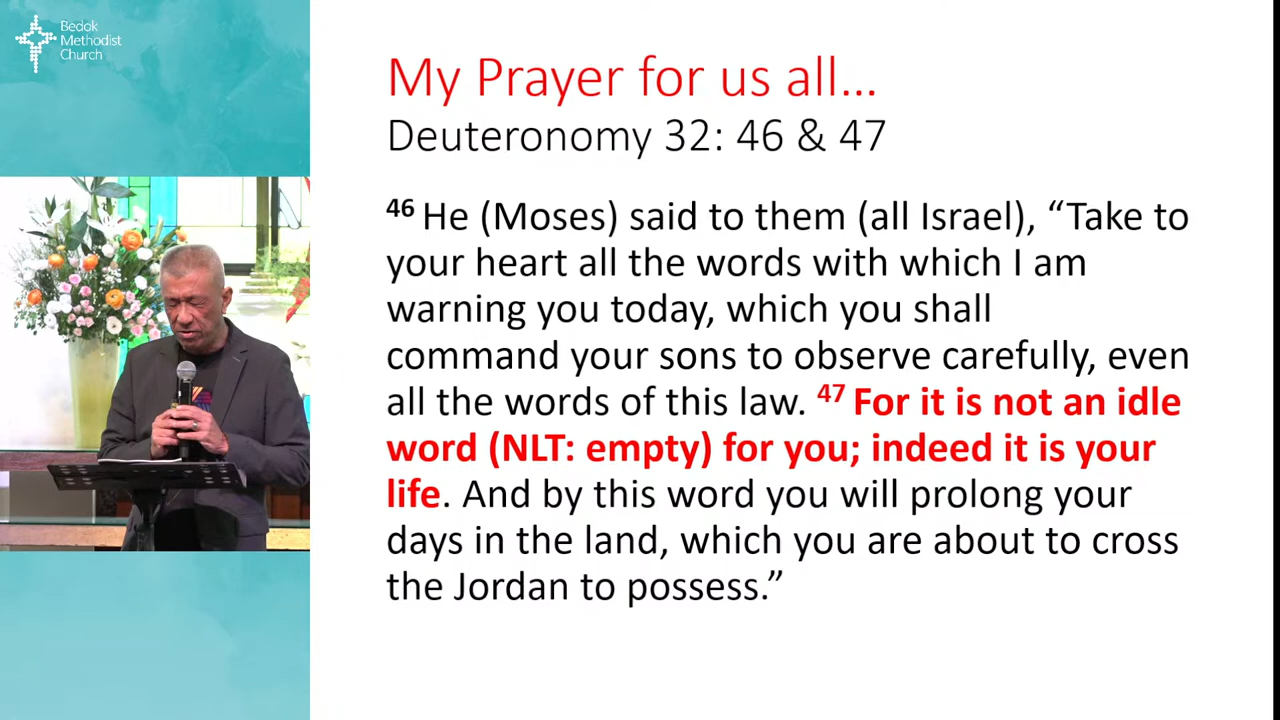 Bedok
Methodist
Church
My Prayer for us all...
Deuteronomy 32: 46 & 47
46 He (Moses) said to them (all Israel), “Take to
your heart all the words with which I am
warning you today, which you shall
command your sons to observe carefully, even
all the words of this law. 47 For it is not an idle
word (NLT: empty) for you; indeed it is your
life. And by this word you will prolong your
days in the land, which you are about to cross
the Jordan to possess.”